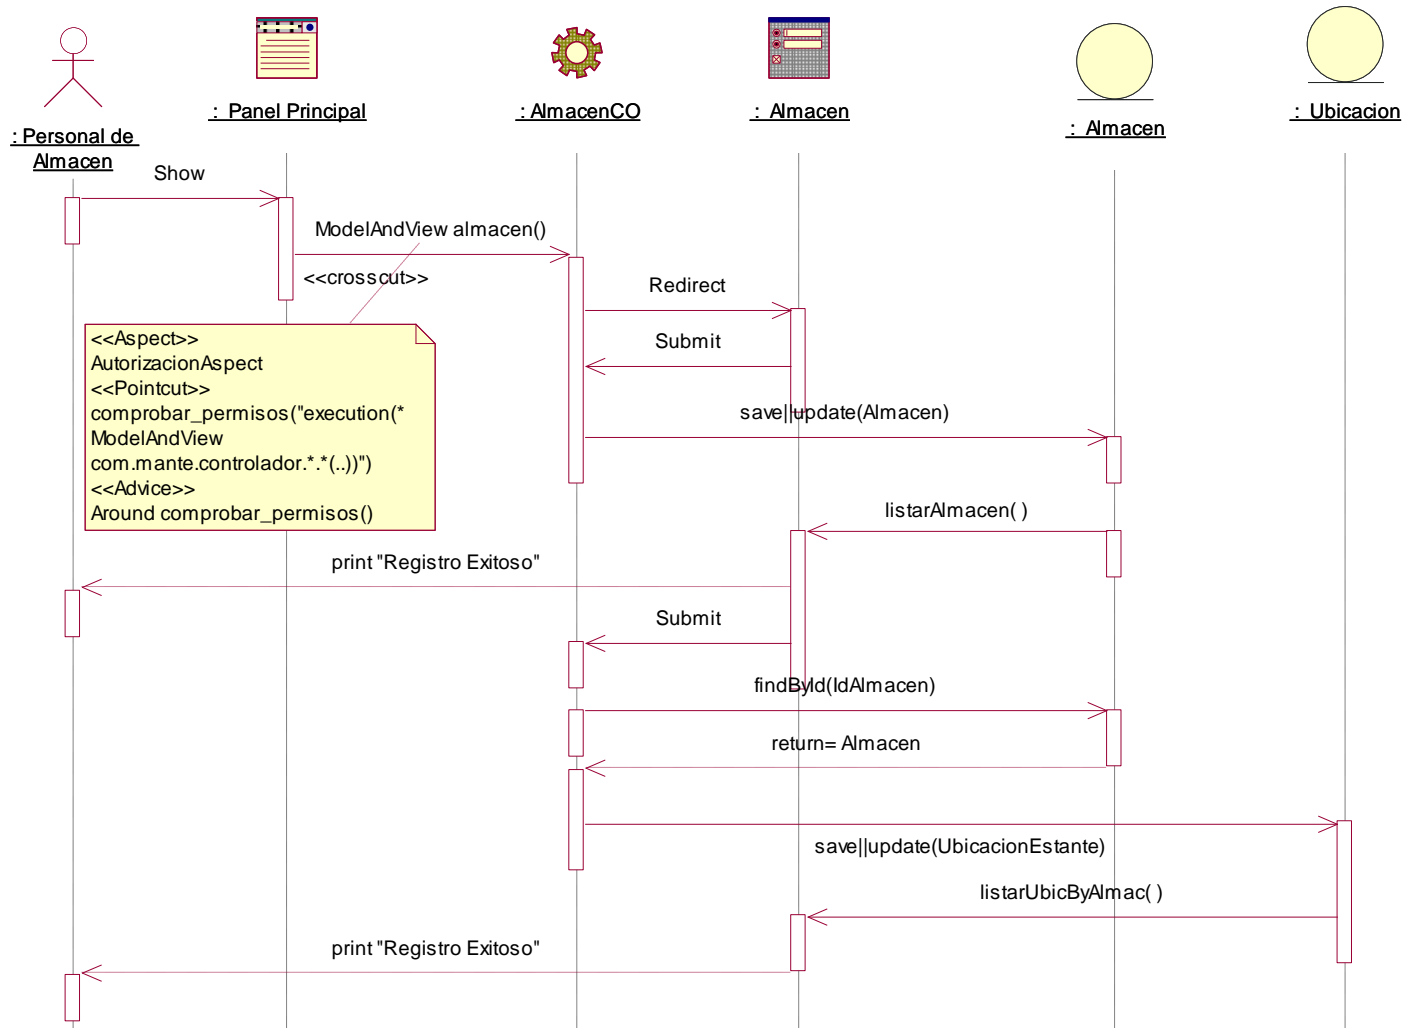 : Personal de
Almacen
: Panel Principal
: AlmacenCO
: Almacen
: Almacen
: Ubicacion
Show
ModelAndView almacen()
<<crosscut>>
Redirect
Submit
<<Aspect>>
AutorizacionAspect
<<Pointcut>>
comprobar_permisos("execution(*
ModelAndView
com.mante.controlador.*.*(..))")
<<Advice>>
Around comprobar_permisos()
save||update(Almacen)
listarAlmacen( )
print "Registro Exitoso"
Submit
findById(IdAlmacen)
return= Almacen
save||update(UbicacionEstante)
listarUbicByAlmac( )
print "Registro Exitoso"